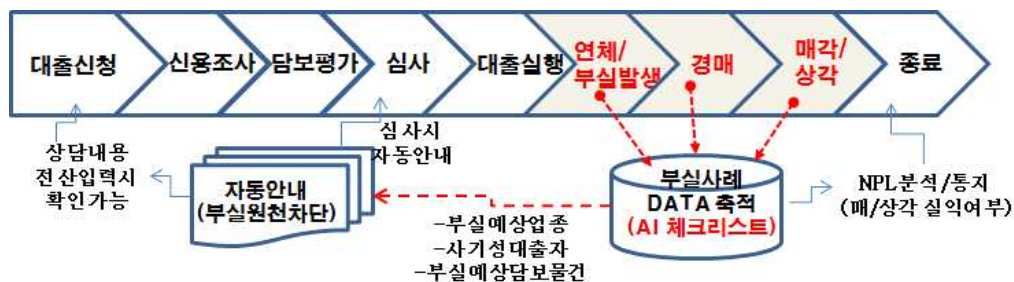 대출신청
신용조사
담보평가
심사
대출실행
연체/
부실발생
경매
매각/
상각
종료
상담내용
전산입력시
확인가능
심사시
자동안내
자동안내
(부실원천차단)
-부실예상업종
-사기성대출자
-부실예상담보물건
부실사례
DATA 축적
(AI 체크리스트)
NPL분석/통지
(매/상각 실익여부)